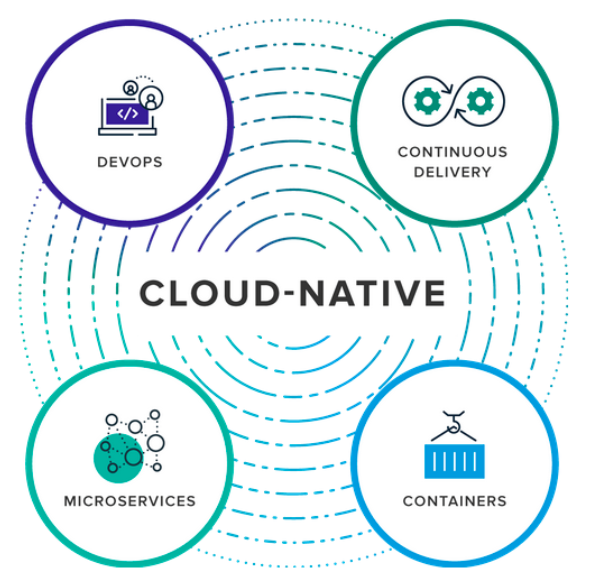 DEVOPS
CONTINUOUS
DELIVERY
CLOUD-NATIVE
MICROSERVICES
CONTAINERS